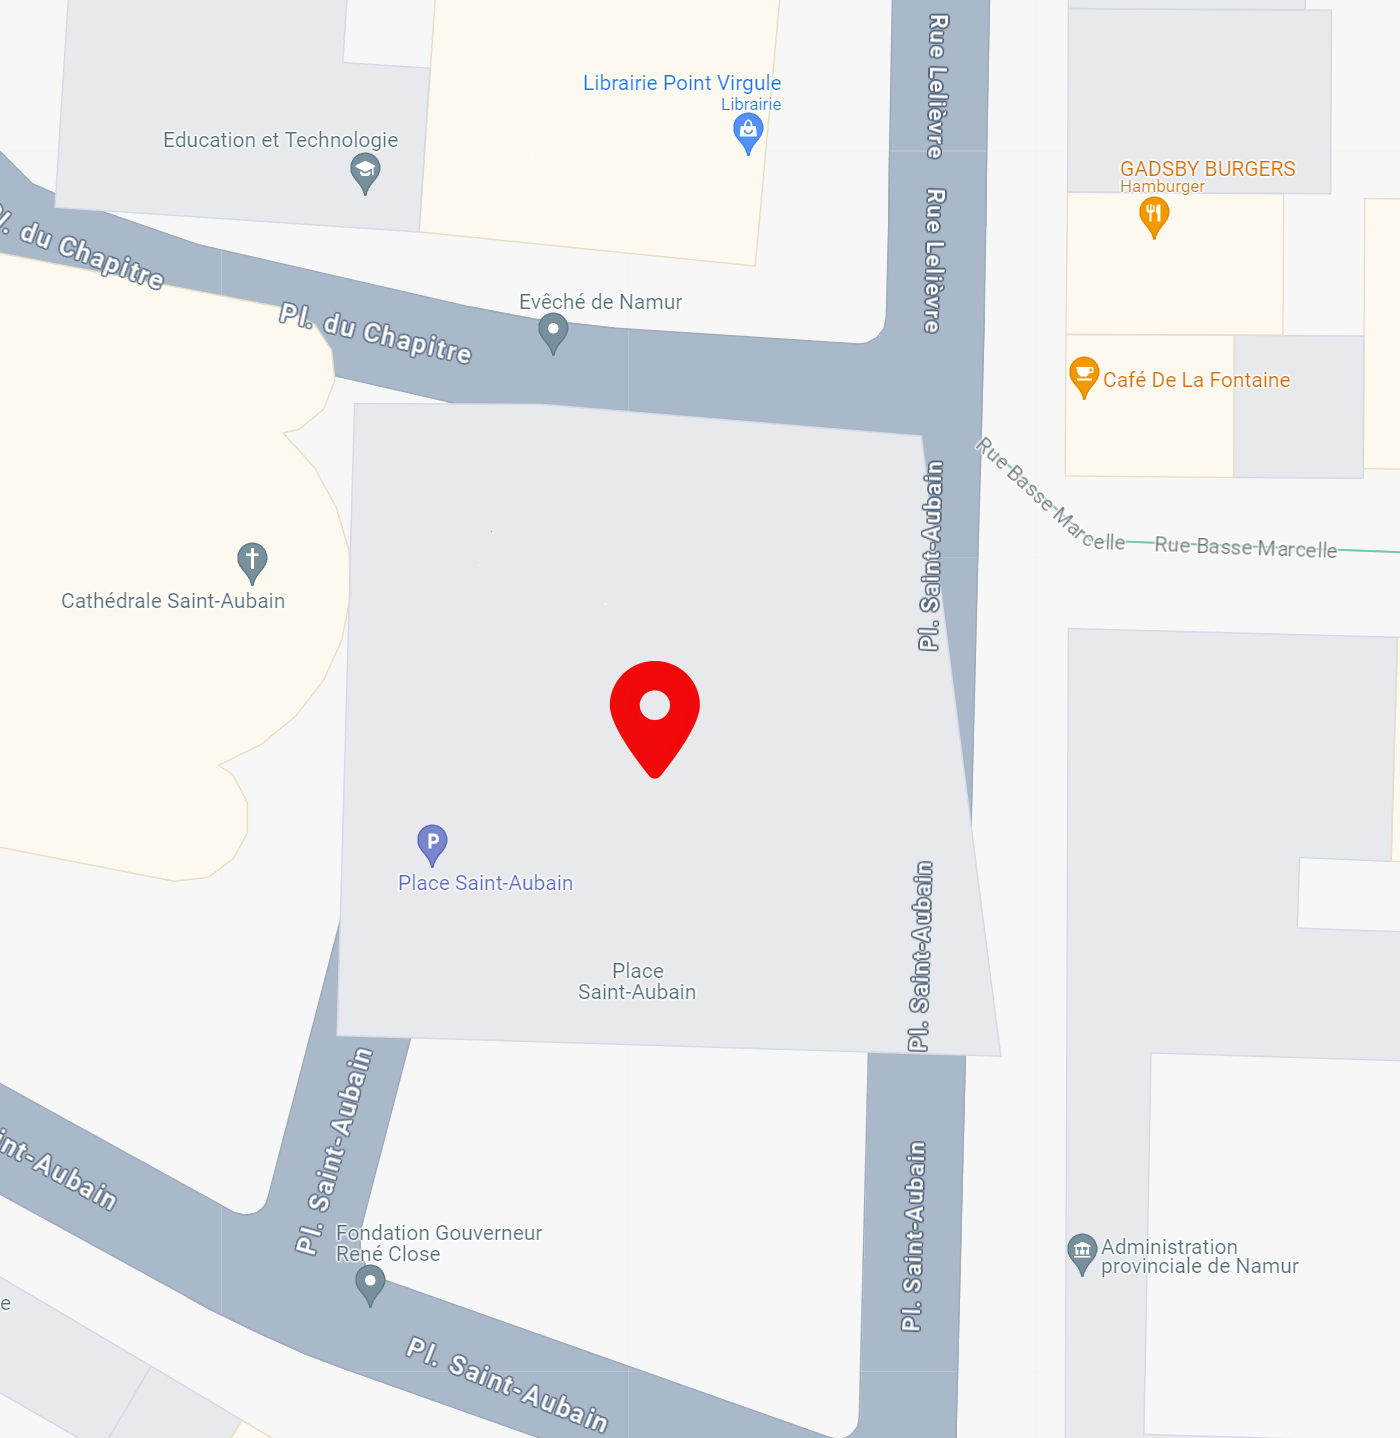 Rue Lelièvre
Librairie Point Virgule
Librairie
Education et Technologie
GADSBY BURGERS
Hamburger
Pl. du Chapitre
Rue Lelièvre
Evêché de Namur
Pl. du Chapitre
Café De La Fontaine
Rue Basse Marcelle
Rue Basse Marcelle
Pl. Saint-Aubain
Cathédrale Saint-Aubain
P
Place Saint-Aubain
Pl. Saint-Aubain
Place
Saint-Aubain
Pl. Saint-Aubain
int-Aubain
Pl. Saint-Aubain
Fondation Gouverneur
René Close
Administration
provinciale de Namur
e
Pl. Saint-Aubain